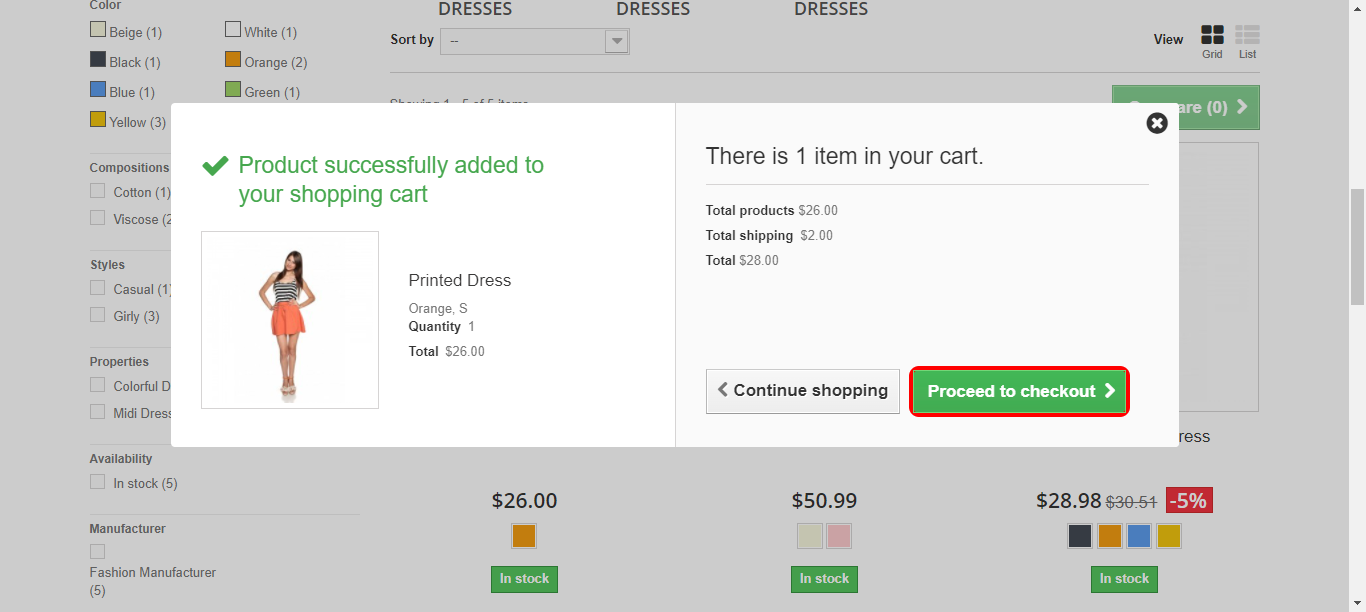 Color
DRESSES DRESSES DRESSES
Beige (1) White (1)
Sort by --
View
Grid List
Black (1) Orange (2)
Blue (1) Green (1)
Showing 1 - 5 of 5 items
(0)
Yellow (3)
Product successfully added to
your shopping cart
There is 1 item in your cart.
Compositions
Cotton (1)
Viscose (2
Total products $26.00
Total shipping $2.00
Total $28.00
Styles
Casual (1)
Girly (3)
Printed Dress
Orange, S
Quantity 1
Total $26.00
Properties
Colorful D
Midi Dress
Continue shopping
Proceed to checkout
ress
Availability
In stock (5)
$26.00 $50.99 $28.98 $30.51 -5%
Manufacturer
Fashion Manufacturer
(5)
In stock In stock In stock